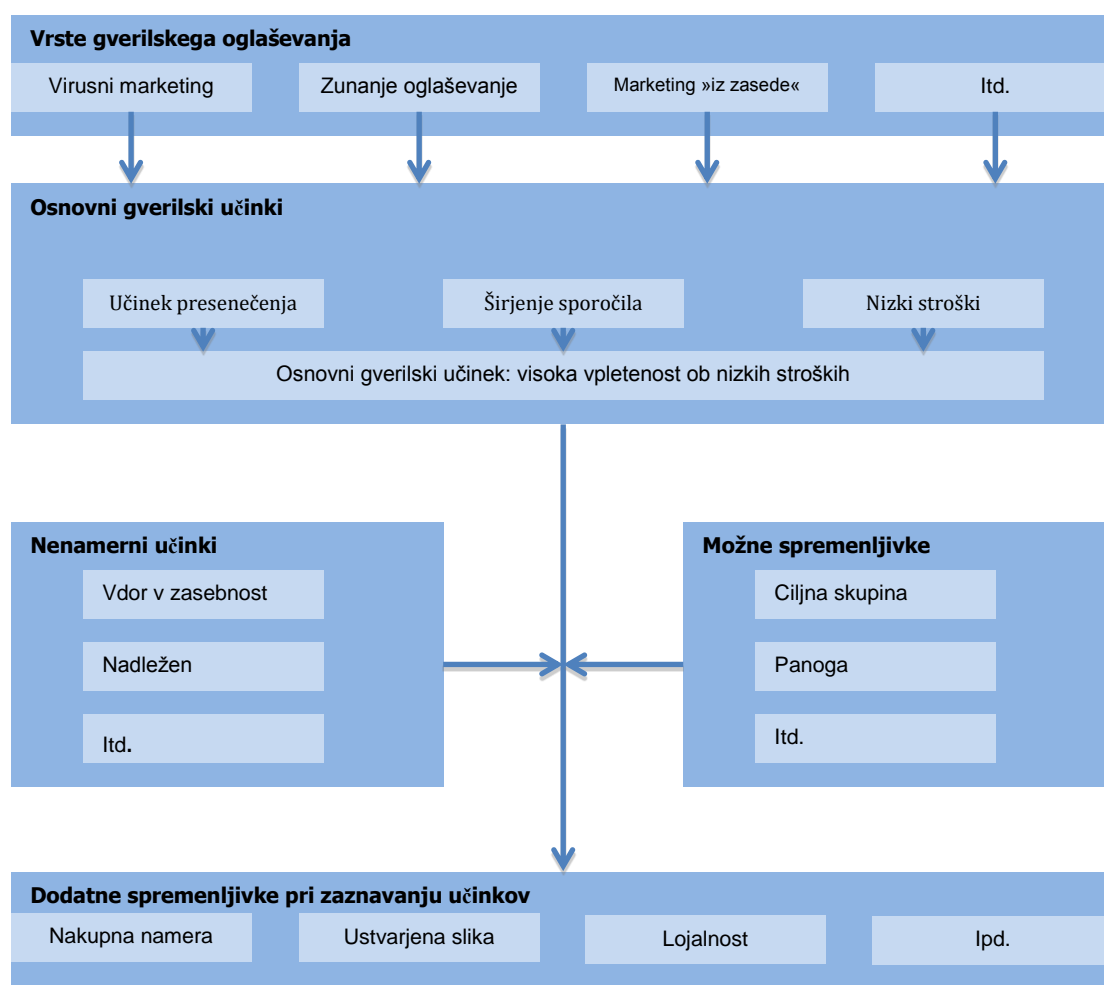 Vrste gverilskega oglaševanja
Virusni marketing
Zunanje oglaševanje
Marketing »iz zasede«
Itd.
Osnovni gverilski učinki
Učinek presenečenja
Širjenje sporočila
Nizki stroški
Osnovni gverilski učinek: visoka vpletenost ob nizkih stroških
Nenamerni učinki
Vdor v zasebnost
Nadležen
Itd.
Možne spremenljivke
Ciljna skupina
Panoga
Itd.
Dodatne spremenljivke pri zaznavanju učinkov
Nakupna namera
Ustvarjena slika
Lojalnost
Ipd.